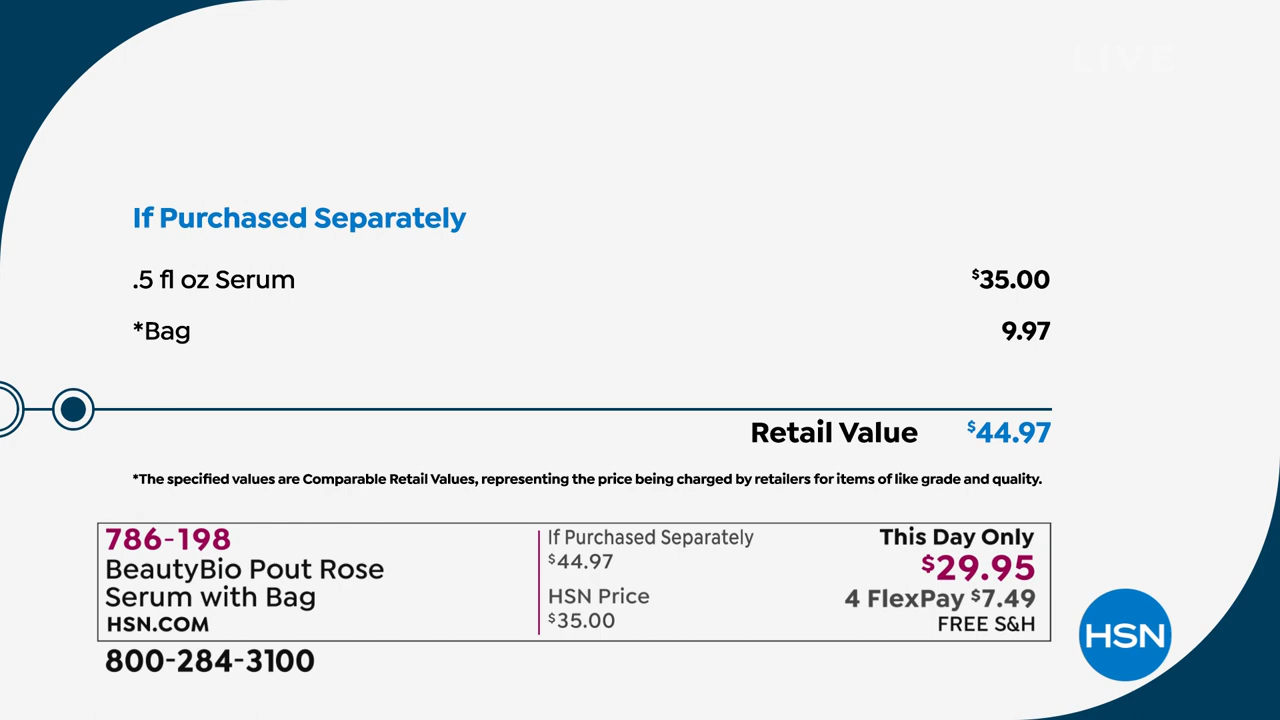 LIVE
If Purchased Separately
.5 fl oz Serum $35.00
*Bag 9.97
Retail Value $44.97
*The specified values are Comparable Retail Values, representing the price being charged by retailers for items of like grade and quality.
786-198
BeautyBio Pout Rose
Serum with Bag
HSN.COM
If Purchased Separately
$44.97
HSN Price
$35.00
This Day Only
$29.95
4 FlexPay $7.49
FREE S&H
HSN
800-284-3100